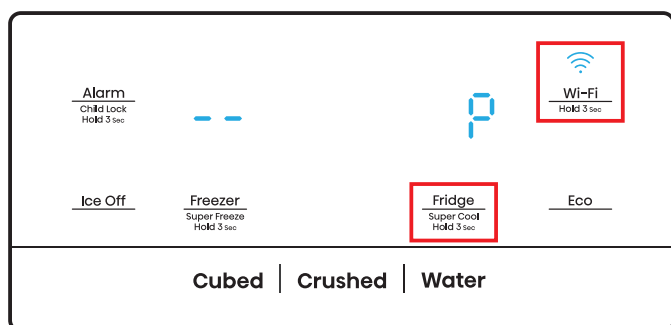 Alarm
Child Lock
Hold 3 Sec
-- P
Wi-Fi
Hold 3 Sec
Ice Off
Freezer
Super Freeze
Hold 3 Sec
Fridge
Super Cool
Hold 3 Sec
Eco
Cubed | Crushed | Water